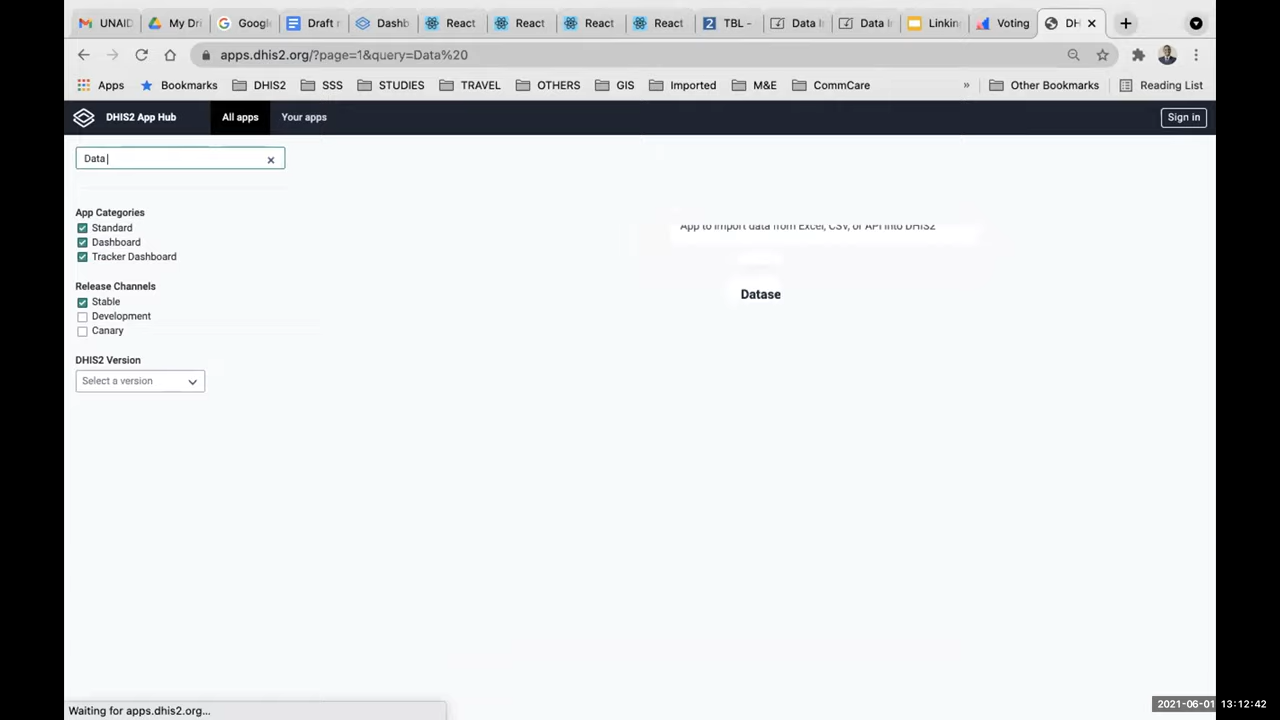 UNAID My Dri Googl Draft r Dashb React React React React TBL - Data I Data I Linkin Voting DH
apps.dhis2.org/?page=1&query=Data%20
Apps Bookmarks DHIS2 SSS STUDIES TRAVEL OTHERS GIS Imported M&E CommCare » Other Bookmarks Reading List
DHIS2 App Hub All apps Your apps Sign in
Data
App to import data from Excel, CSV, or API into DHIS2
App Categories
Standard
Dashboard
Tracker Dashboard
Release Channels
Datase
Stable
Development
Canary
DHIS2 Version
Select a version
Waiting for apps.dhis2.org...
2021-06-01 13:12:42